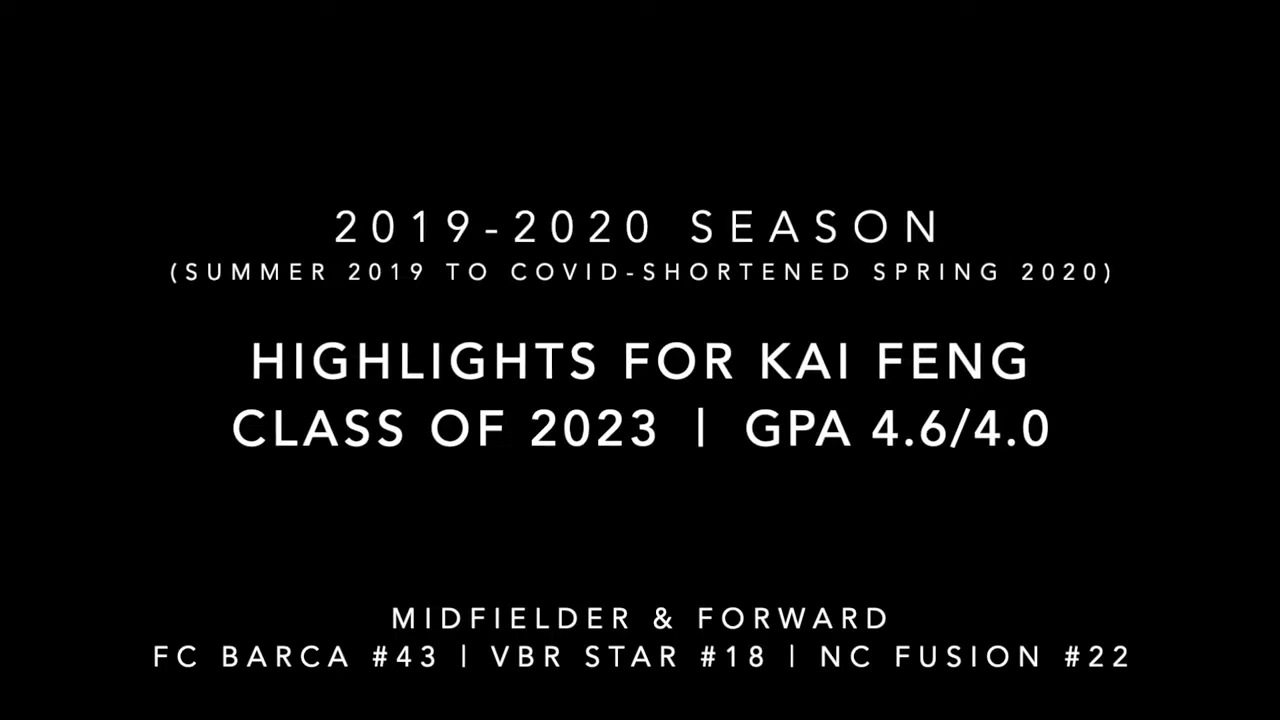 2019-2020 SEASON
(SUMMER 2019 TO COVID-SHORTENED SPRING 2020)
HIGHLIGHTS FOR KAI FENG
CLASS OF 2023 | GPA 4.6/4.0
MIDFIELDER & FORWARD
FC BARCA #43 | VBR STAR #18 | NC FUSION #22